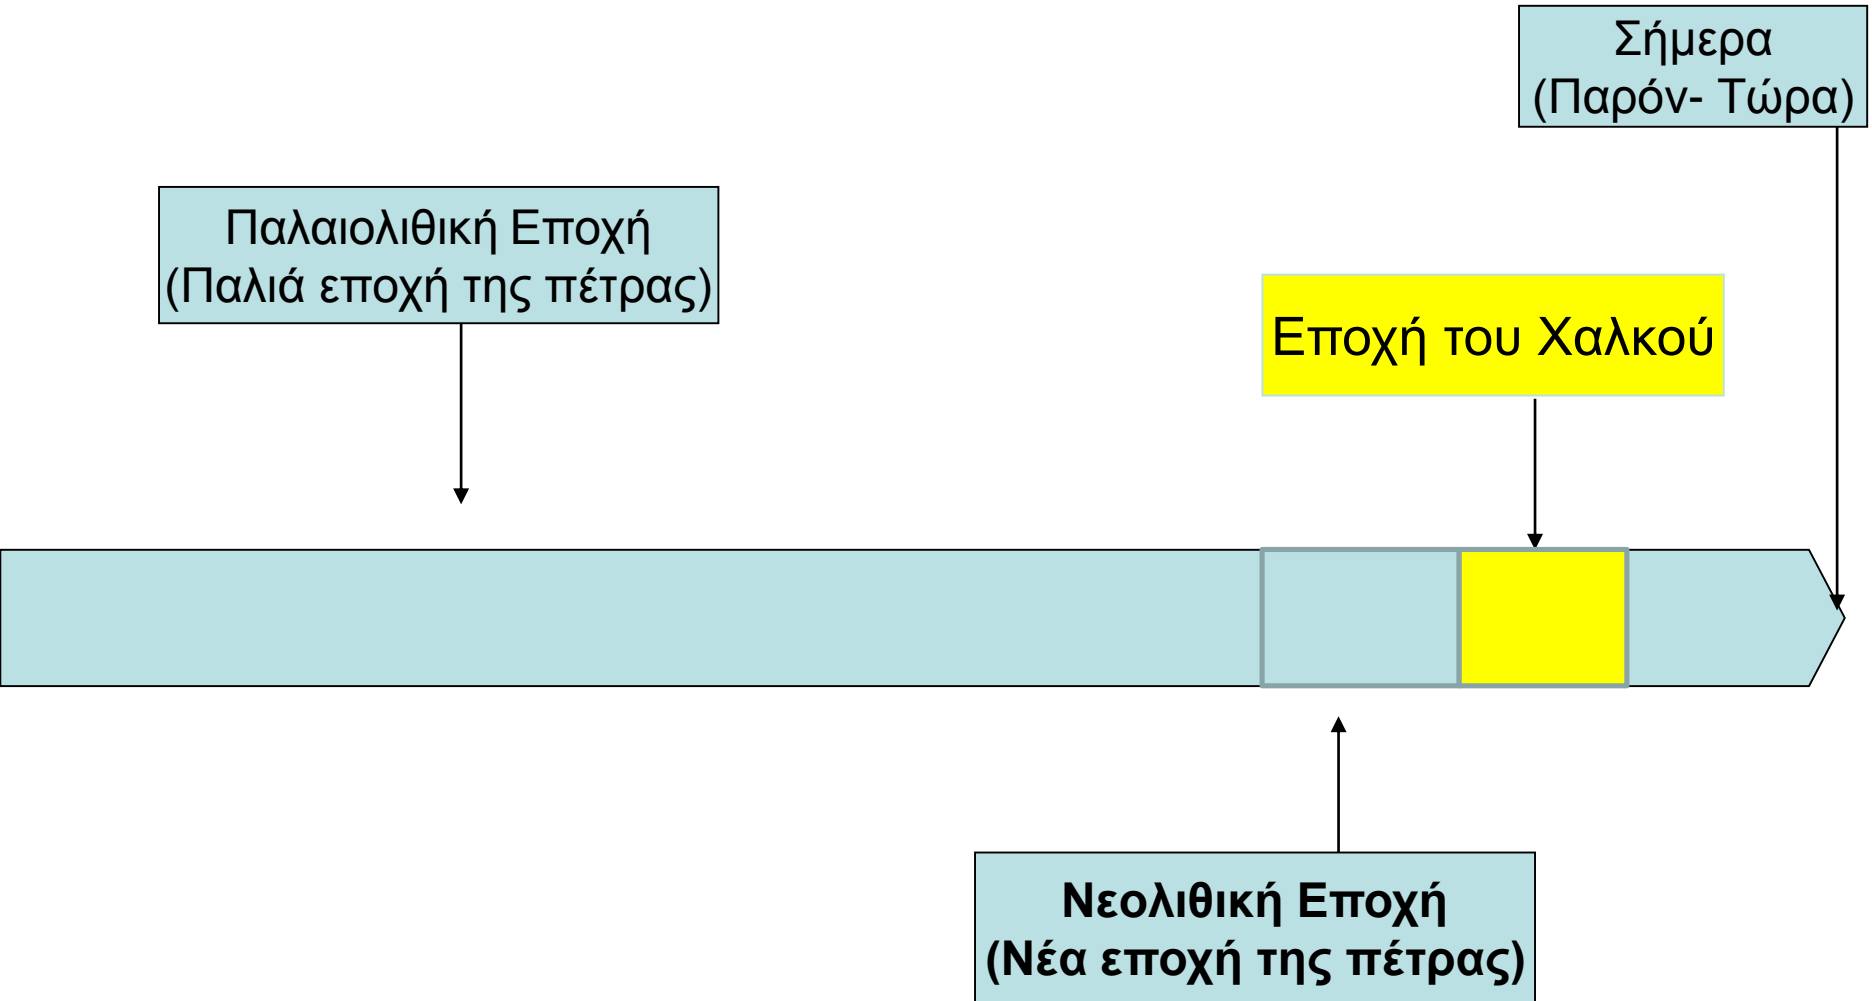 Σήμερα
(Παρόν- Τώρα)
Παλαιολιθική Εποχή
(Παλιά εποχή της πέτρας)
Εποχή του Χαλκού
Νεολιθική Εποχή
(Νέα εποχή της πέτρας)